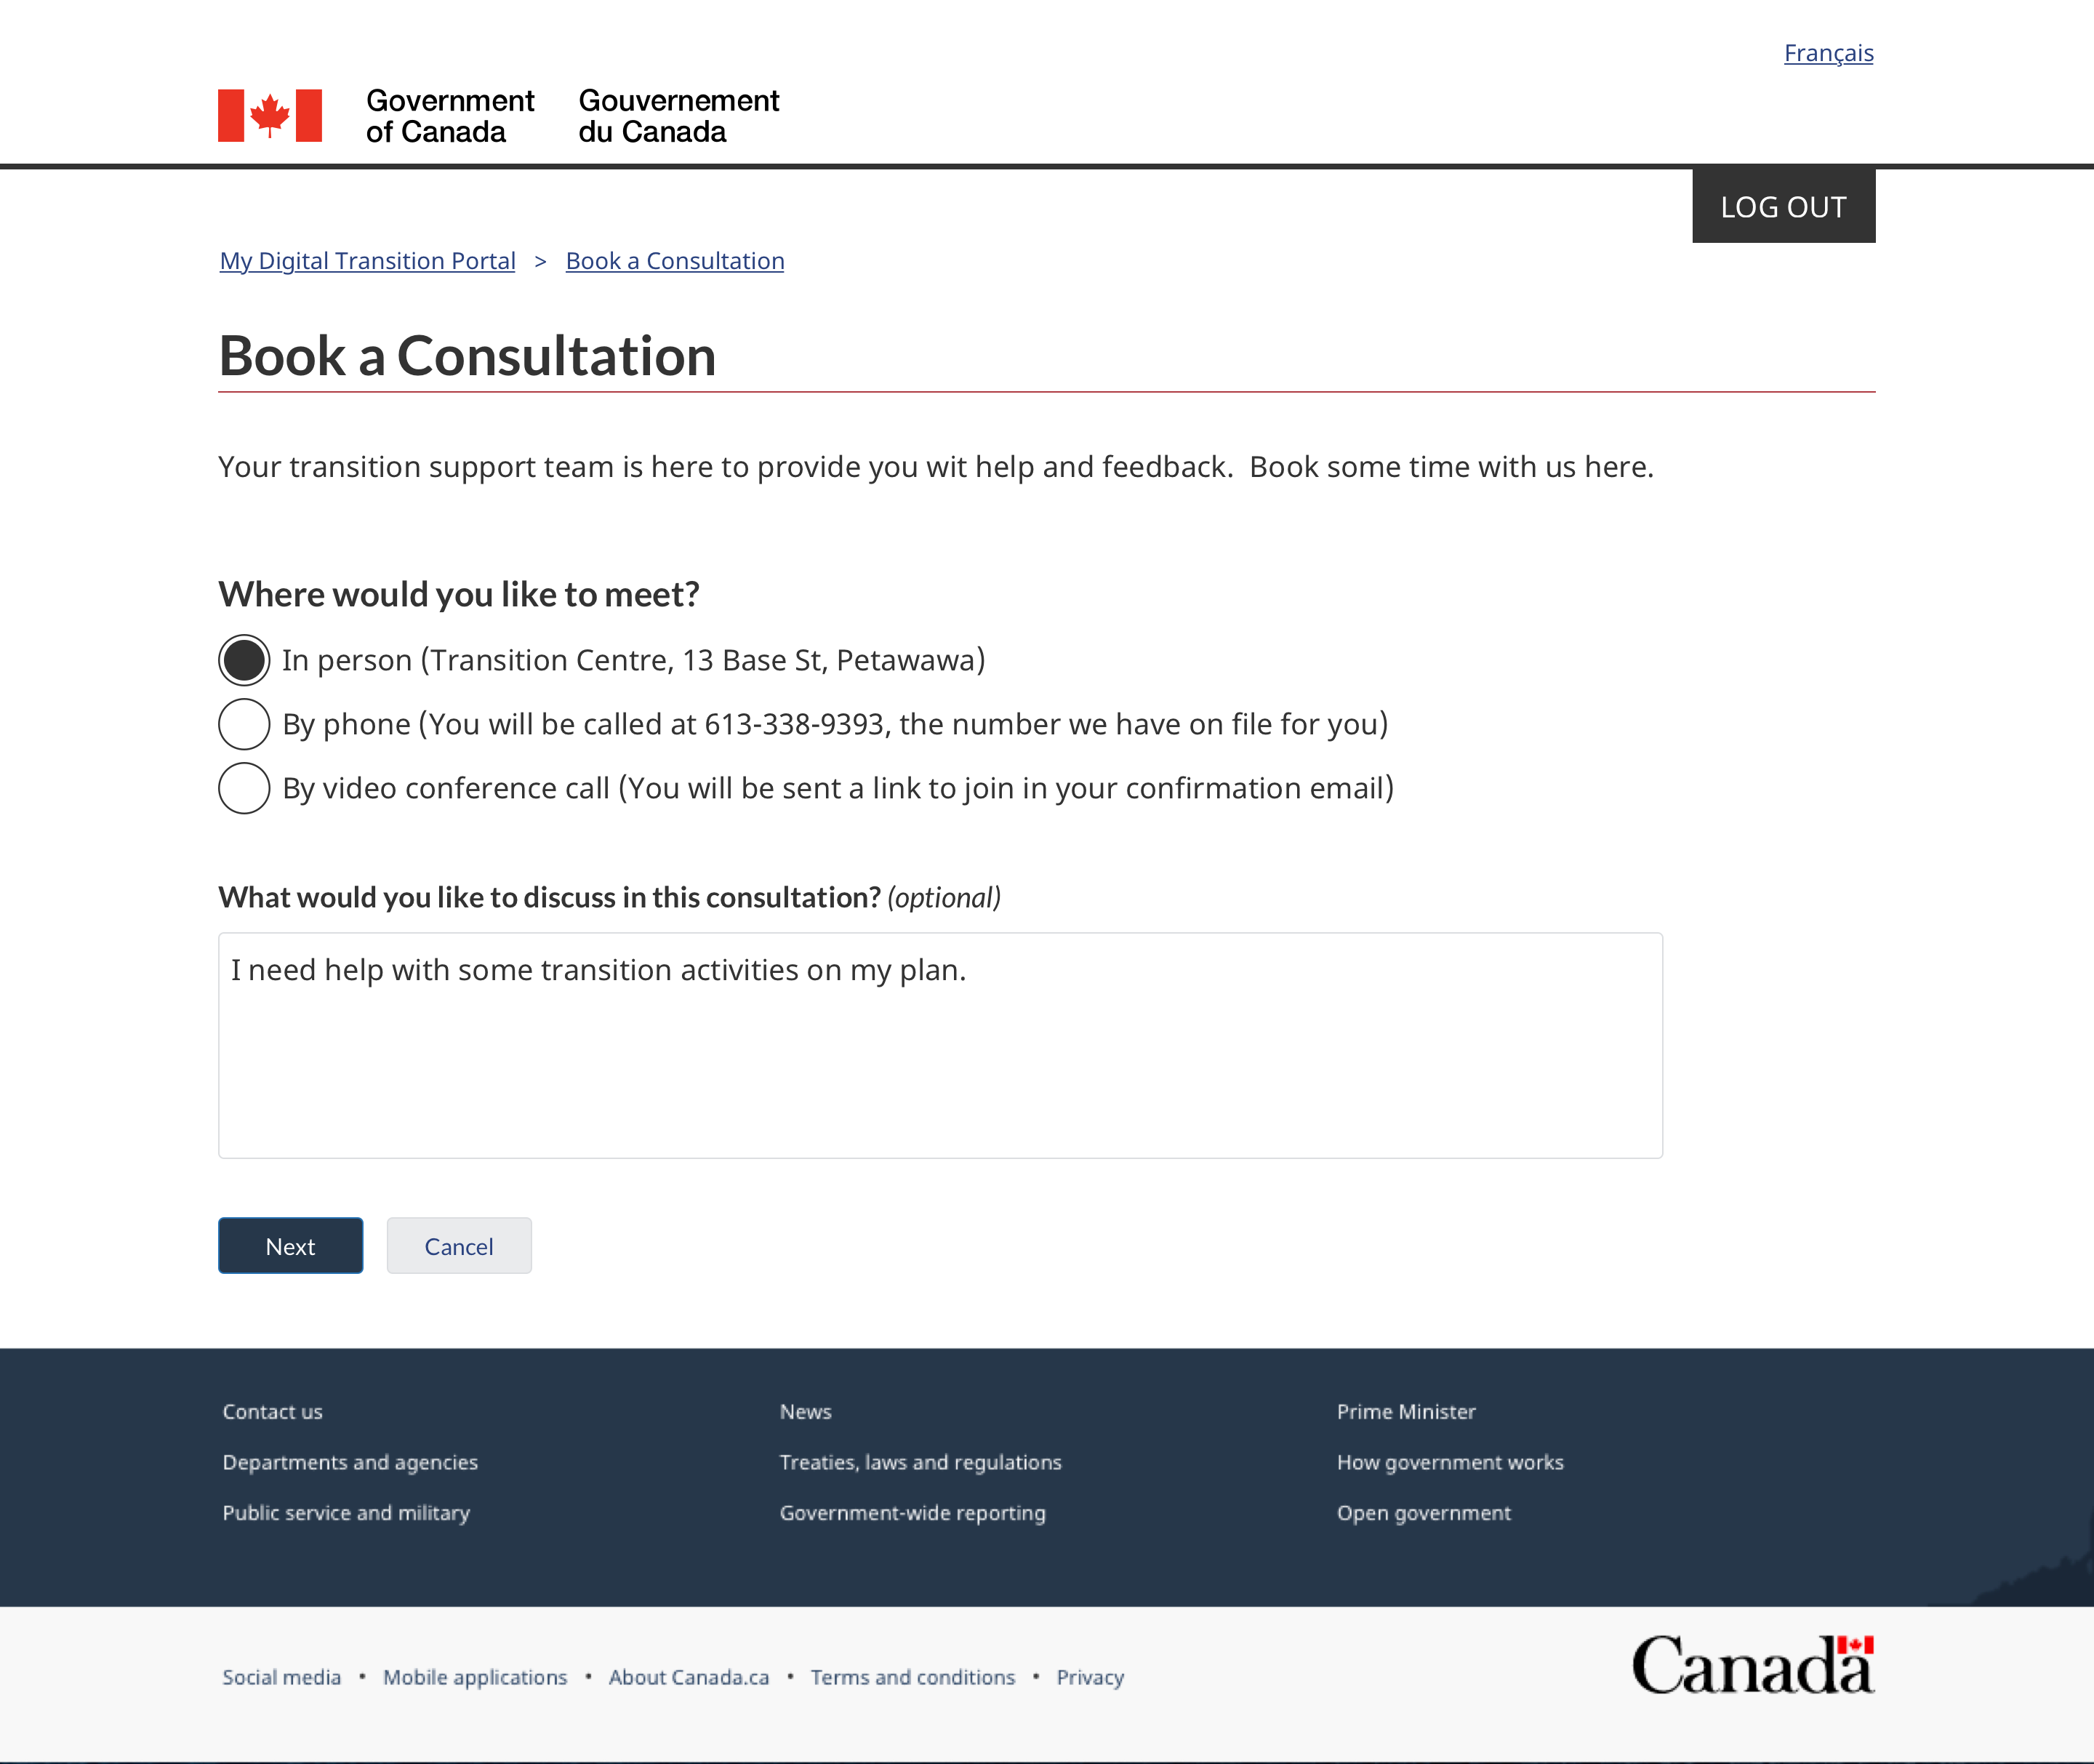 Français
Government of Canada
Gouvernement du Canada
LOG OUT
My Digital Transition Portal > Book a Consultation
Book a Consultation
Your transition support team is here to provide you wit help and feedback.  Book some time with us here.
Where would you like to meet?
In person (Transition Centre, 13 Base St, Petawawa)
By phone (You will be called at 613-338-9393, the number we have on file for you)
By video conference call (You will be sent a link to join in your confirmation email)
What would you like to discuss in this consultation? (optional)
I need help with some transition activities on my plan.
Next Cancel
Contact us News Prime Minister
Departments and agencies Treaties, laws and regulations How government works
Public service and military Government-wide reporting Open government
Social media • Mobile applications • About Canada.ca • Terms and conditions • Privacy
Canada